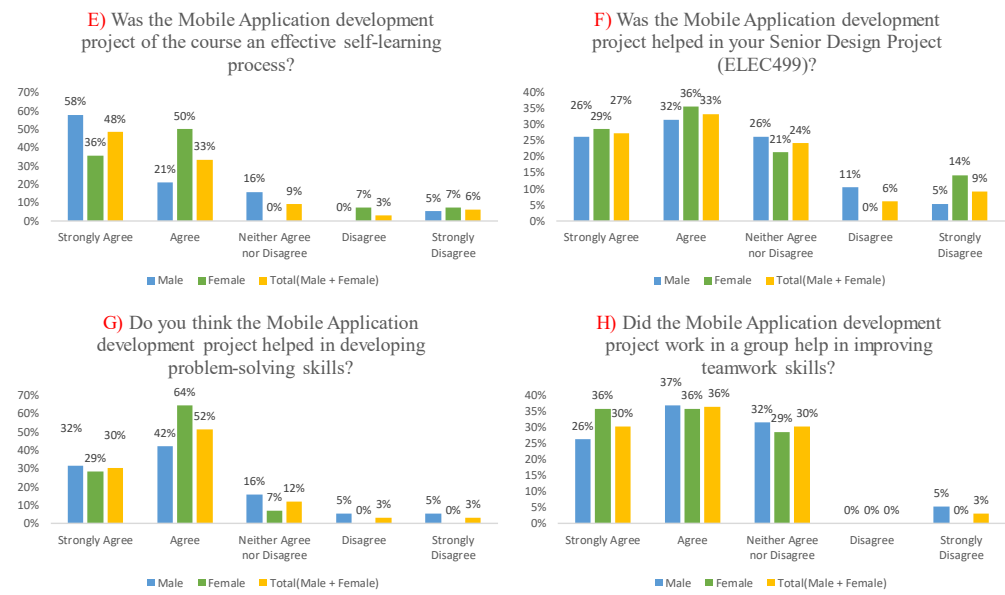 E) Was the Mobile Application development
project of the course an effective self-learning
process?
70%
60%
50%
40%
30%
20%
10%
0%
58%
36%
48%
21%
50%
33%
16%
0%
9%
0%
7%
3%
5%
7%
6%
Strongly Agree
Agree
Neither Agree
nor Disagree
Disagree
Strongly
Disagree
Male Female Total(Male + Female)
F) Was the Mobile Application development
project helped in your Senior Design Project
(ELEC499)?
40%
35%
30%
25%
20%
15%
10%
5%
0%
26%
29%
27%
32%
36%
33%
26%
21%
24%
11%
0%
6%
5%
14%
9%
Strongly Agree
Agree
Neither Agree
nor Disagree
Disagree
Strongly
Disagree
Male Female Total(Male + Female)
G) Do you think the Mobile Application
development project helped in developing
problem-solving skills?
70%
60%
50%
40%
30%
20%
10%
0%
32%
29%
30%
42%
64%
52%
16%
7%
12%
5%
0%
3%
5%
0%
3%
Strongly Agree
Agree
Neither Agree
nor Disagree
Disagree
Strongly
Disagree
Male Female Total(Male + Female)
H) Did the Mobile Application development
project work in a group help in improving
teamwork skills?
40%
35%
30%
25%
20%
15%
10%
5%
0%
26%
36%
30%
37%
36%
36%
32%
29%
30%
0%
0%
0%
5%
0%
3%
Strongly Agree
Agree
Neither Agree
nor Disagree
Disagree
Strongly
Disagree
Male Female Total(Male + Female)